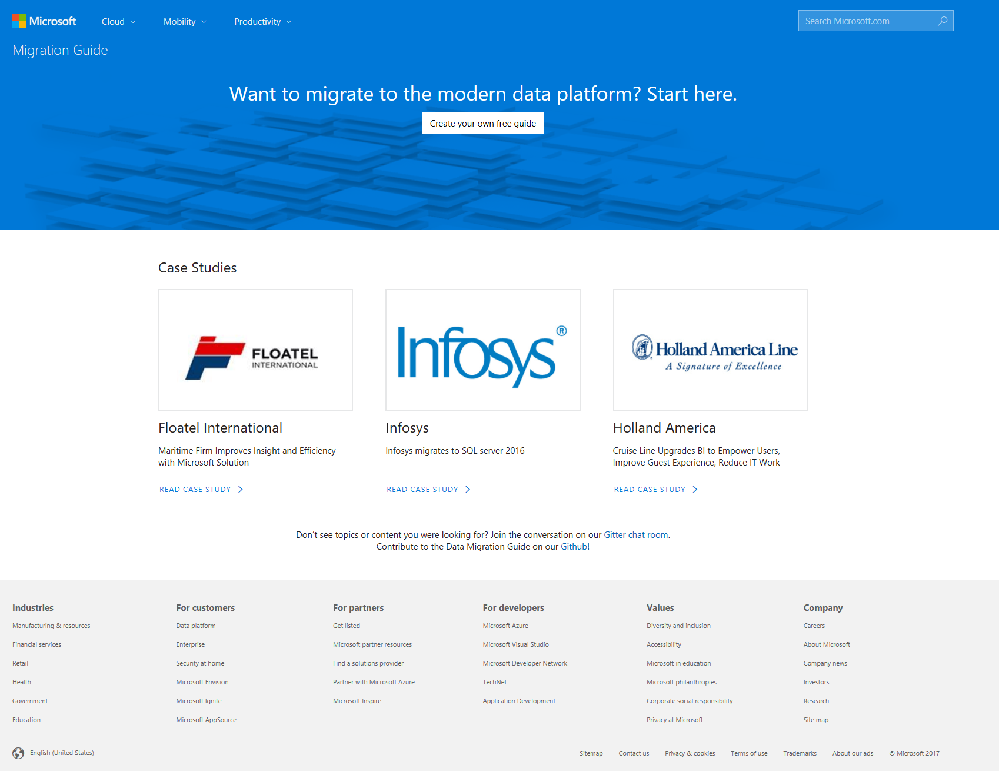 Microsoft Cloud Mobility Productivity Search Microsoft.com
Migration Guide
Want to migrate to the modern data platform? Start here.
Create your own free guide
Case Studies
FLOATEL
INTERNATIONAL
Infosys®
Holland America Line
A Signature of Excellence
Floatel International
Maritime Firm Improves Insight and Efficiency
with Microsoft Solution
READ CASE STUDY
Infosys
Infosys migrates to SQL server 2016
READ CASE STUDY
Holland America
Cruise Line Upgrades BI to Empower Users,
Improve Guest Experience, Reduce IT Work
READ CASE STUDY
Don't see topics or content you were looking for? Join the conversation on our Gitter chat room.
Contribute to the Data Migration Guide on our Github!
Industries
Manufacturing & resources
Financial services
Retail
Health
Government
Education
For customers
Data platform
Enterprise
Security at home
Microsoft Envision
Microsoft Ignite
Microsoft AppSource
For partners
Get listed
Microsoft partner resources
Find a solutions provider
Partner with Microsoft Azure
Microsoft Inspire
For developers
Microsoft Azure
Microsoft Visual Studio
Microsoft Developer Network
TechNet
Application Development
Values
Diversity and inclusion
Accessibility
Microsoft in education
Microsoft philanthropies
Corporate social responsibility
Privacy at Microsoft
Company
Careers
About Microsoft
Company news
Investors
Research
Site map
English (United States)
Sitemap Contact us Privacy & cookies Terms of use Trademarks About our ads © Microsoft 2017